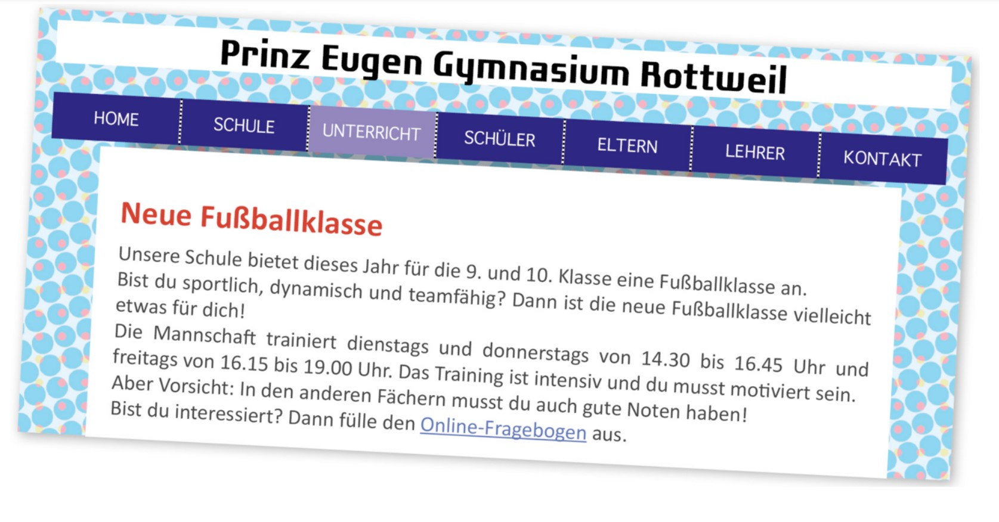 Prinz Eugen Gymnasium Rottweil
HOME
SCHULE
UNTERRICHT
SCHÜLER
ELTERN
LEHRER
KONTAKT
Neue Fußballklasse
Unsere Schule bietet dieses Jahr für die 9. und 10. Klasse eine Fußballklasse an.
Bist du sportlich, dynamisch und teamfähig? Dann ist die neue Fußballklasse vielleicht
etwas für dich!
Die Mannschaft trainiert dienstags und donnerstags von 14.30 bis 16.45 Uhr und
freitags von 16.15 bis 19.00 Uhr. Das Training ist intensiv und du musst motiviert sein.
Aber Vorsicht: In den anderen Fächern musst du auch gute Noten haben!
Bist du interessiert? Dann fülle den Online-Fragebogen aus.